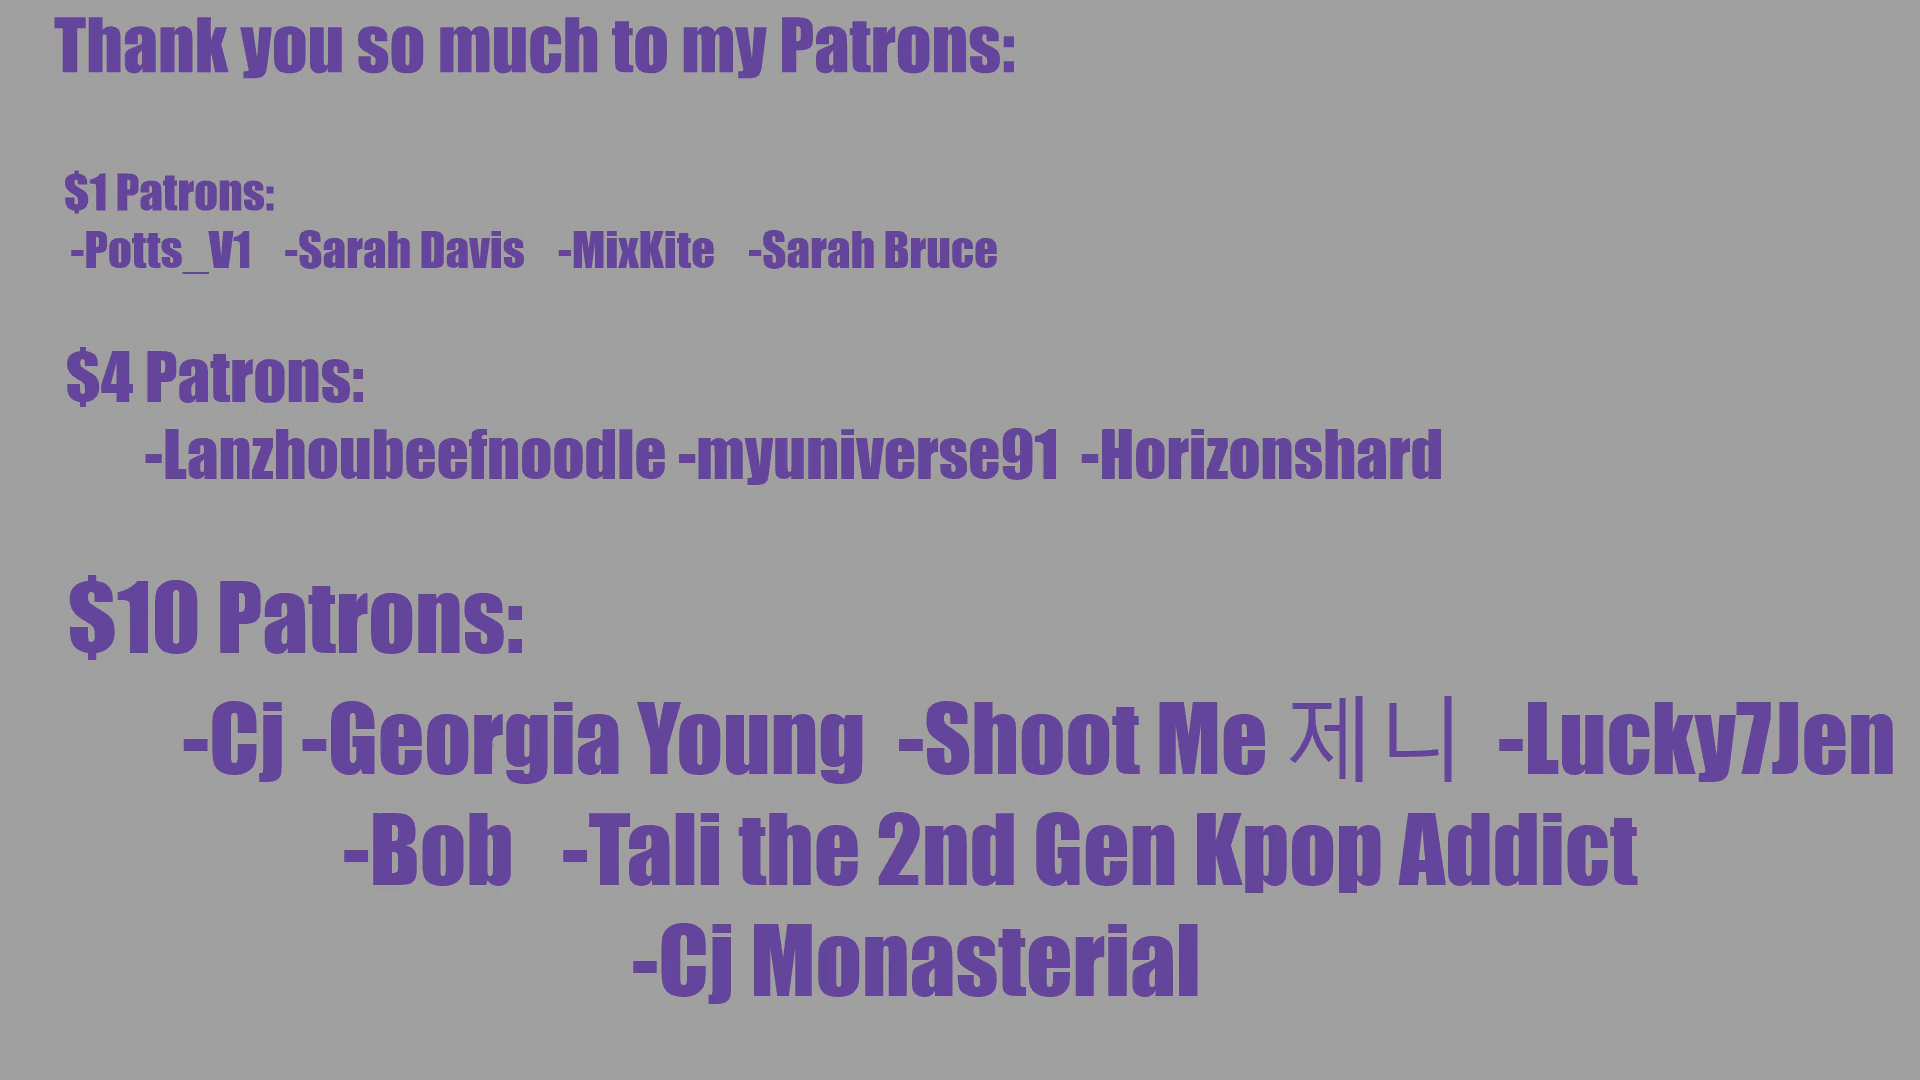 Thank you so much to my Patrons:
$1 Patrons:
-Potts_V1 -Sarah Davis -MixKite -Sarah Bruce
$4 Patrons:
-Lanzhoubeefnoodle -myuniverse91 -Horizonshard
$10 Patrons:
-Cj -Georgia Young -Shoot Me 제니 -Lucky7Jen
-Bob -Tali the 2nd Gen Kpop Addict
-Cj Monasterial